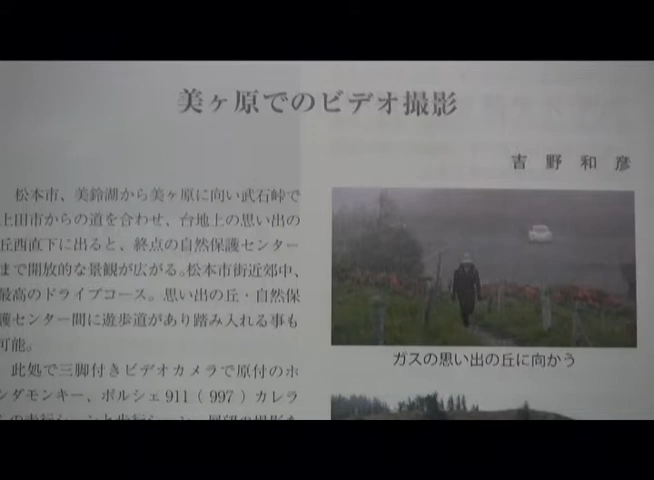 美ヶ原でのビデオ撮影
吉野和彦
松本市、美鈴湖から美ヶ原に向い武石峠で
上田市からの道を合わせ、台地上の思い出の
丘西直下に出ると、終点の自然保護センター
まで開放的な景観が広がる。松本市街近郊中、
最高のドライブコース。思い出の丘・自然保
護センター間に遊歩道があり踏み入れる事も
可能。
此処で三脚付きビデオカメラで原付のホ
ンダモンキー、ポルシェ911（997）カレラ
ガスの思い出の丘に向かう